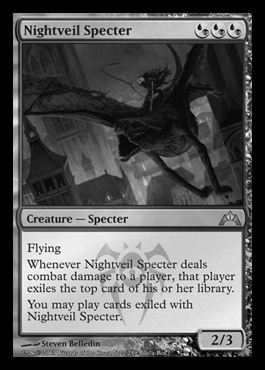 Nightveil Specter
Creature — Specter
Flying
Whenever Nightveil Specter deals
combat damage to a player, that player
exiles the top card of his or her library.
You may play cards exiled with
Nightveil Specter.
Steven Belledin
2/3